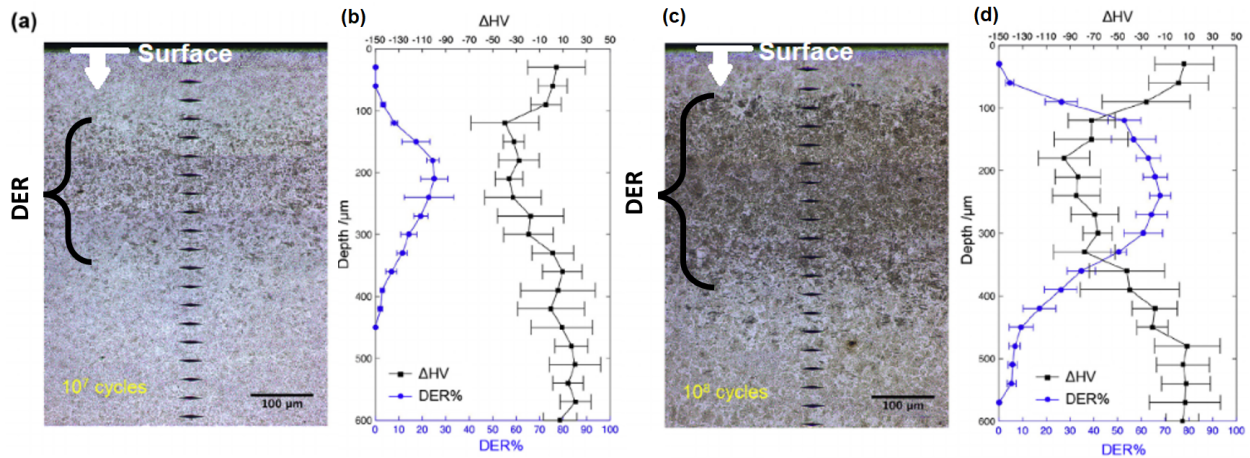 (a)
Surface
DER
10⁷ cycles
100 µm
(b)
ΔHV
-150 -130 -110 -90 -70 -50 -30 -10 10 30 50
0
100
200
300
400
500
600
Depth /µm
ΔHV
DER%
0 10 20 30 40 50 60 70 80 90 100
DER%
(c)
Surface
DER
10⁸ cycles
100 µm
(d)
ΔHV
-150 -130 -110 -90 -70 -50 -30 -10 10 30 50
0
100
200
300
400
500
600
Depth /µm
ΔHV
DER%
0 10 20 30 40 50 60 70 80 90 100
DER%